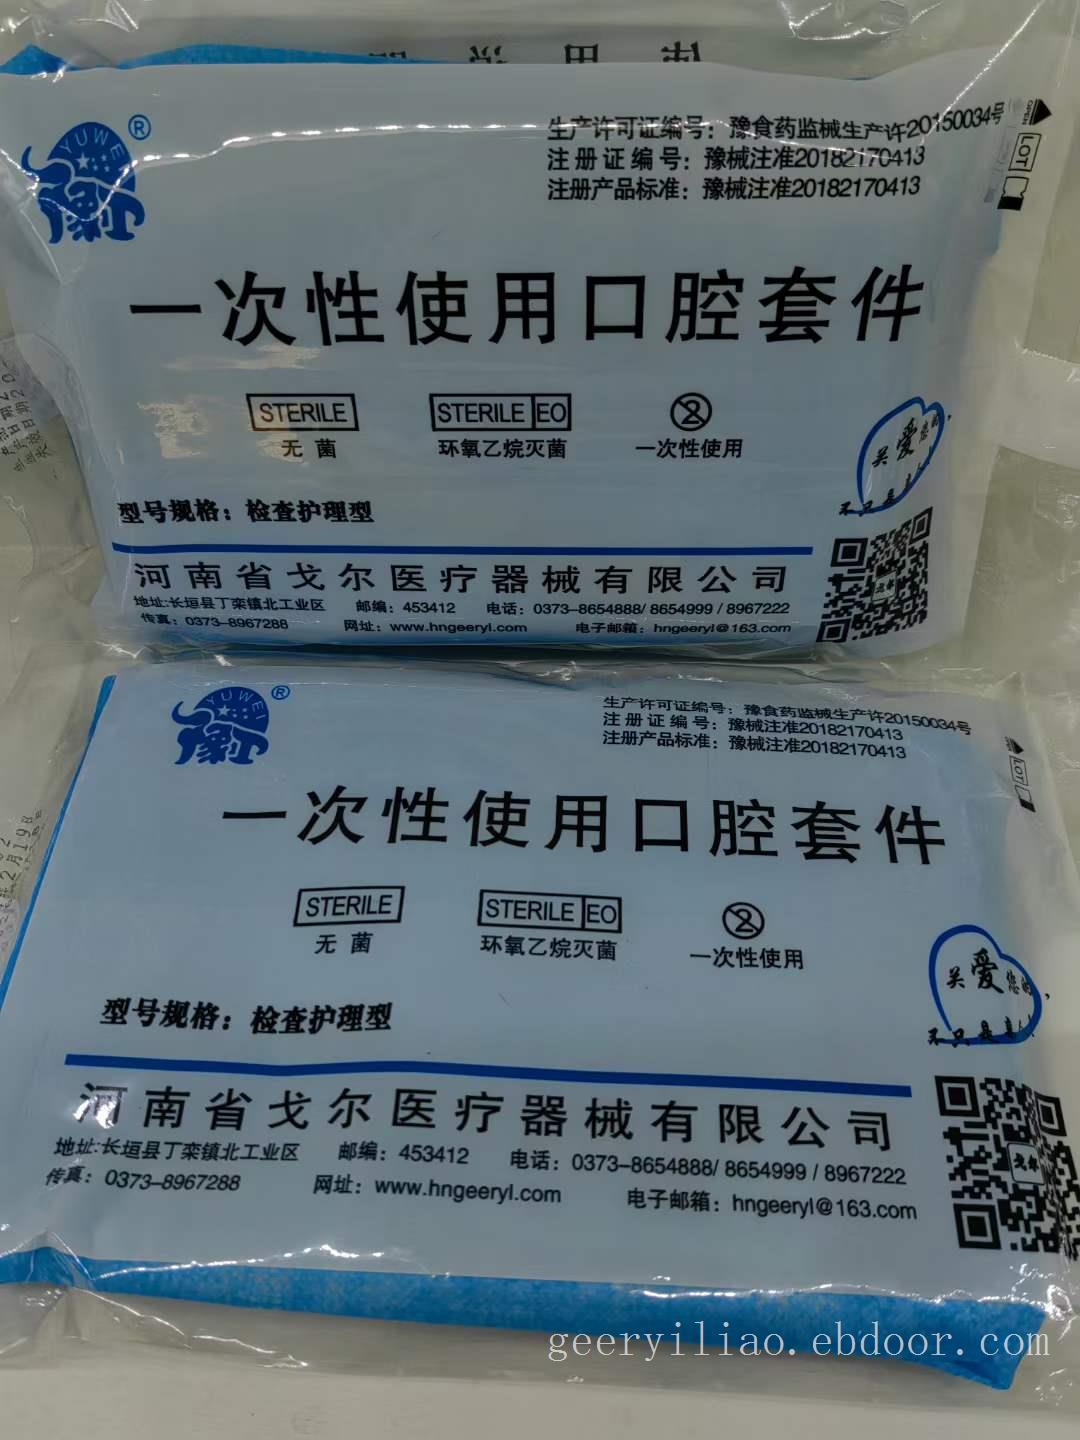 YUWEI ®
豫卫
生产许可证编号：豫食药监械生产许20150034号
注册证编号：豫械注准20182170413
注册产品标准：豫械注准20182170413
LOT
一次性使用口腔套件
STERILE
无菌
STERILE EO
环氧乙烷灭菌
一次性使用
关爱您的,
不只是
型号规格：检查护理型
河南省戈尔医疗器械有限公司
地址:长垣县丁栾镇北工业区 邮编：453412 电话：0373-8654888/ 8654999 / 8967222
传真：0373-8967288 网址：www.hngeeryl.com 电子邮箱：hngeeryl@163.com
YUWEI ®
豫卫
生产许可证编号：豫食药监械生产许20150034号
注册证编号：豫械注准20182170413
注册产品标准：豫械注准20182170413
LOT
一次性使用口腔套件
STERILE
无菌
STERILE EO
环氧乙烷灭菌
一次性使用
关爱您的,
不只是
型号规格：检查护理型
河南省戈尔医疗器械有限公司
地址:长垣县丁栾镇北工业区 邮编：453412 电话：0373-8654888/ 8654999 / 8967222
传真：0373-8967288 网址：www.hngeeryl.com 电子邮箱：hngeeryl@163.com
geeryiliao.ebdoor.com